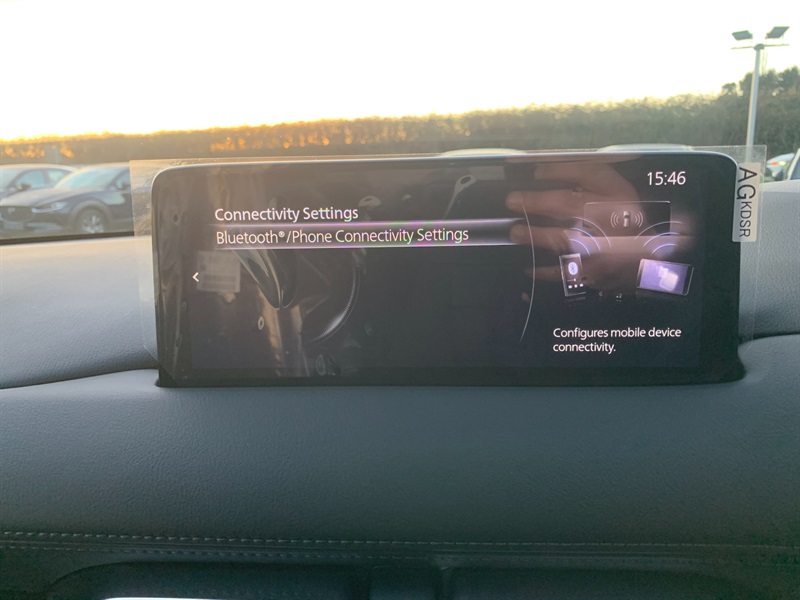 15:46
Connectivity Settings
Bluetooth®/Phone Connectivity Settings
Configures mobile device
connectivity.
AG
KDSR